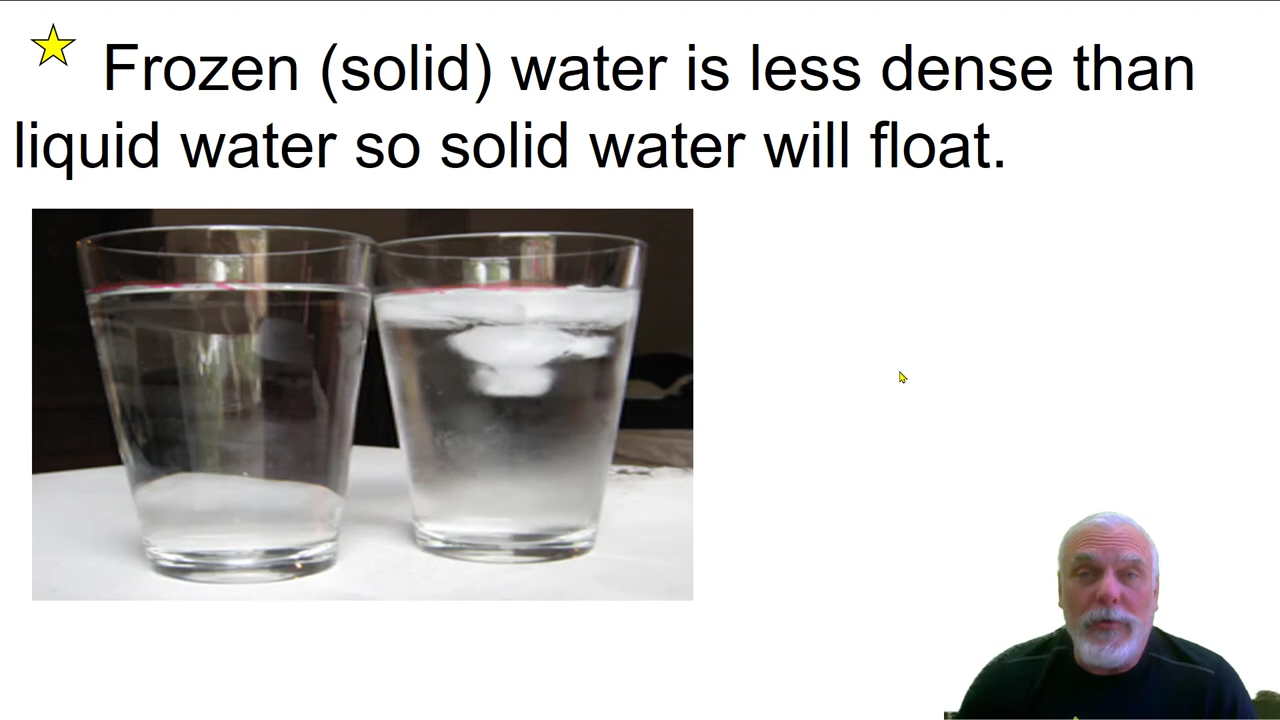 Frozen (solid) water is less dense than
liquid water so solid water will float.